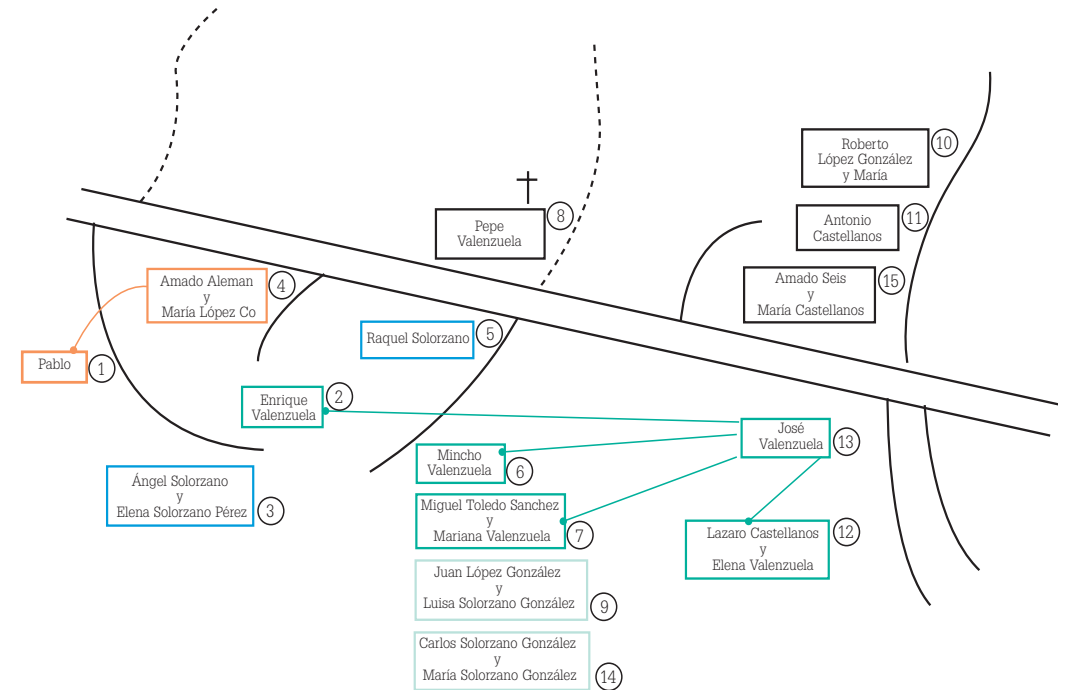 Roberto
López González
y María
10
Antonio
Castellanos
11
Pepe
Valenzuela
8
Amado Seis
y
María Castellanos
15
Amado Aleman
y
María López Co
4
Raquel Solorzano
5
Pablo
1
Enrique
Valenzuela
2
José
Valenzuela
13
Mincho
Valenzuela
6
Ángel Solorzano
y
Elena Solorzano Pérez
3
Miguel Toledo Sanchez
y
Mariana Valenzuela
7
Lazaro Castellanos
y
Elena Valenzuela
12
Juan López González
y
Luisa Solorzano González
9
Carlos Solorzano González
y
María Solorzano González
14